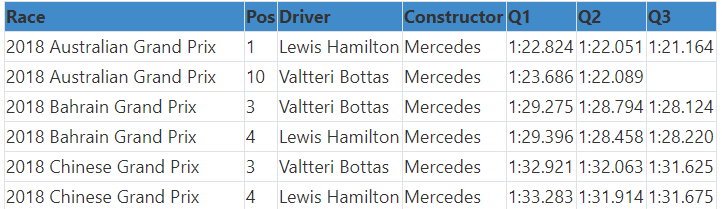 Race Pos Driver Constructor Q1 Q2 Q3
2018 Australian Grand Prix 1 Lewis Hamilton Mercedes 1:22.824 1:22.051 1:21.164
2018 Australian Grand Prix 10 Valtteri Bottas Mercedes 1:23.686 1:22.089
2018 Bahrain Grand Prix 3 Valtteri Bottas Mercedes 1:29.275 1:28.794 1:28.124
2018 Bahrain Grand Prix 4 Lewis Hamilton Mercedes 1:29.396 1:28.458 1:28.220
2018 Chinese Grand Prix 3 Valtteri Bottas Mercedes 1:32.921 1:32.063 1:31.625
2018 Chinese Grand Prix 4 Lewis Hamilton Mercedes 1:33.283 1:31.914 1:31.675